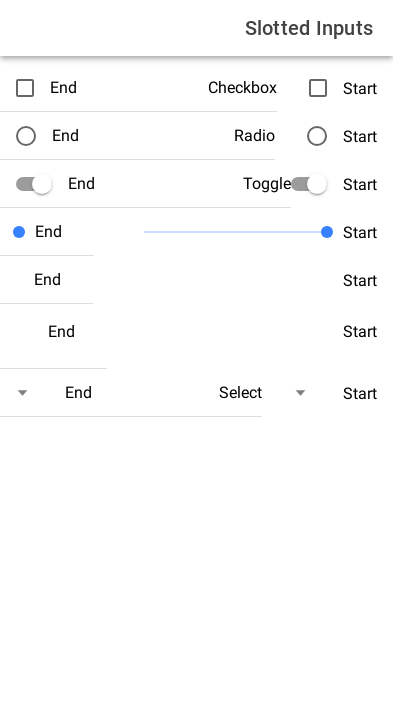 Slotted Inputs
End Checkbox Start
End Radio Start
End Toggle Start
End Start
End Start
End Start
End Select Start